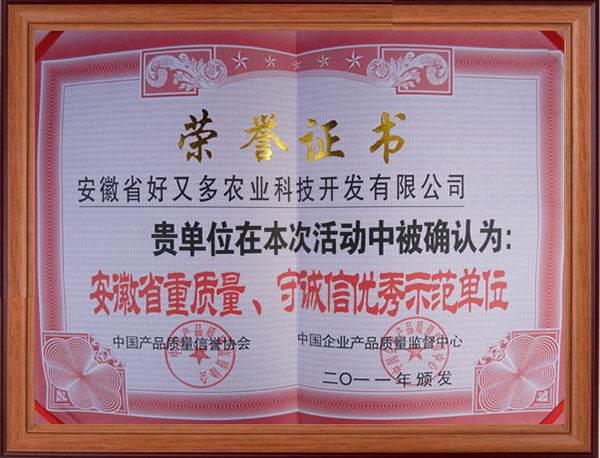 荣誉证书
安徽省好又多农业科技开发有限公司
贵单位在本次活动中被确认为:
安徽省重质量、守诚信优秀示范单位
中国产品质量信誉协会 中国企业产品质量监督中心
二〇一一年颁发